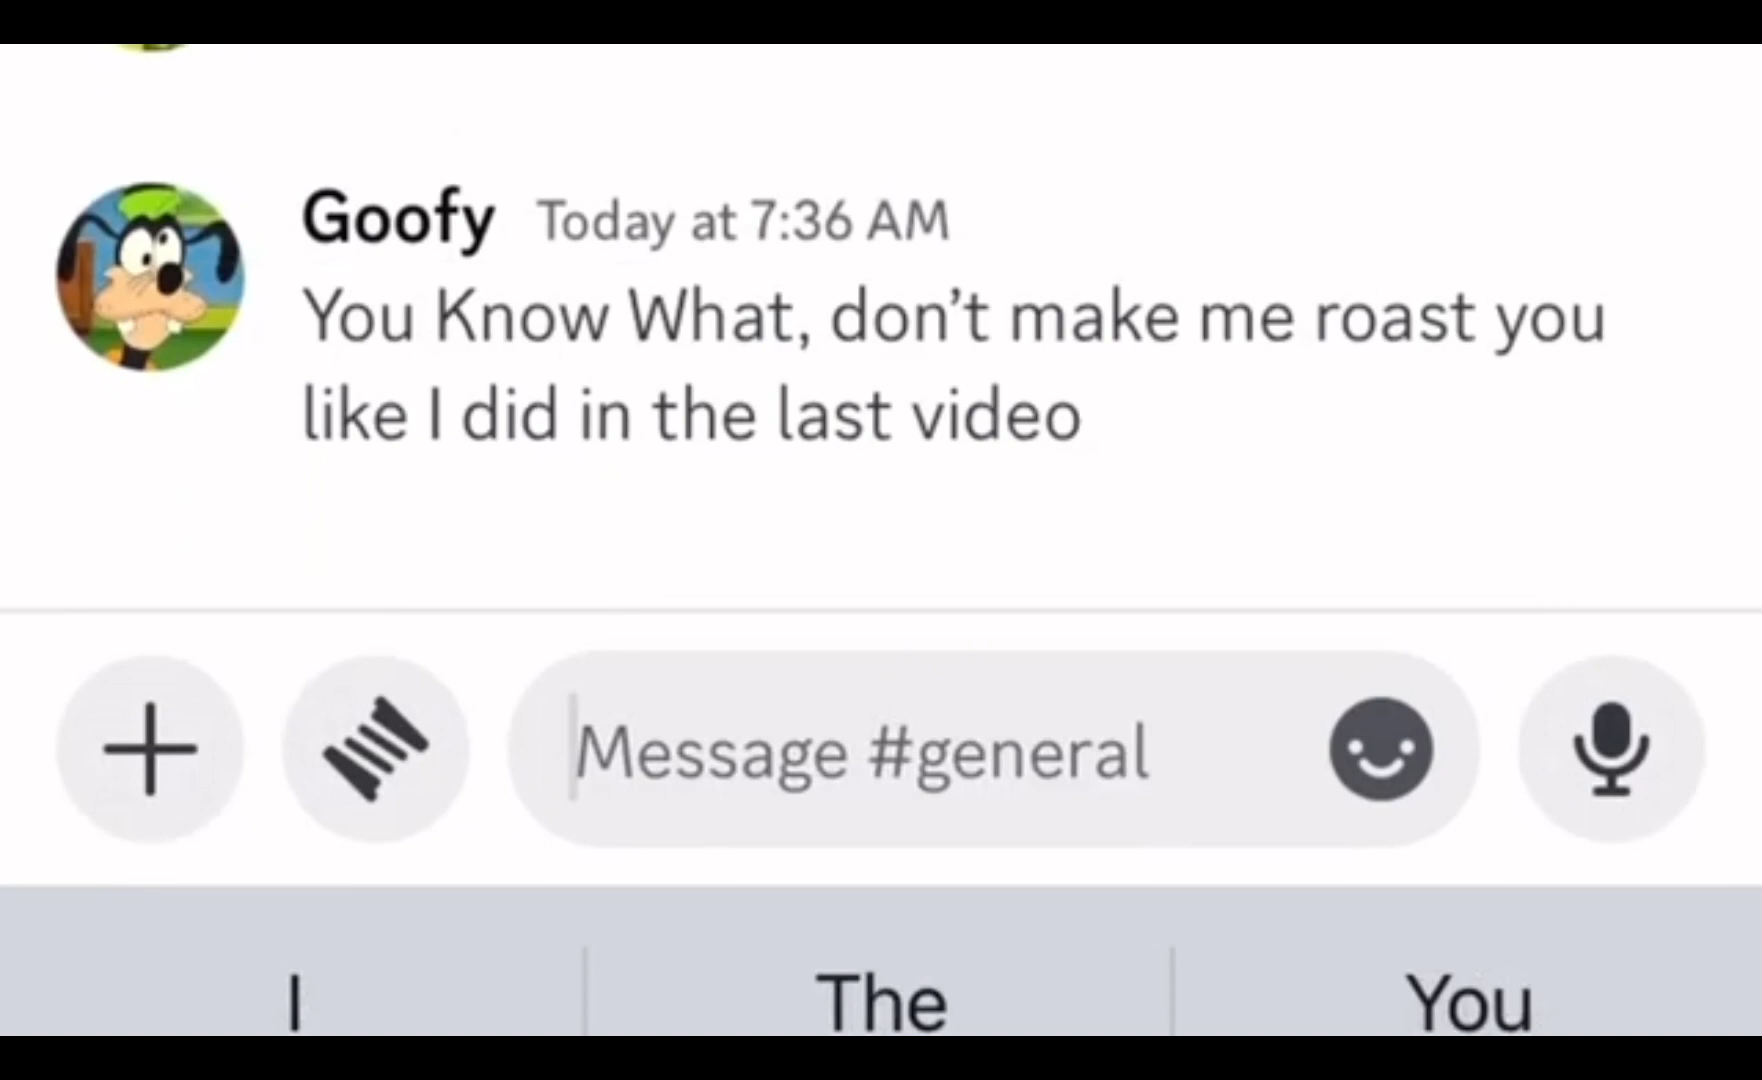 Goofy Today at 7:36 AM
You Know What, don't make me roast you
like I did in the last video
Message #general
I The You